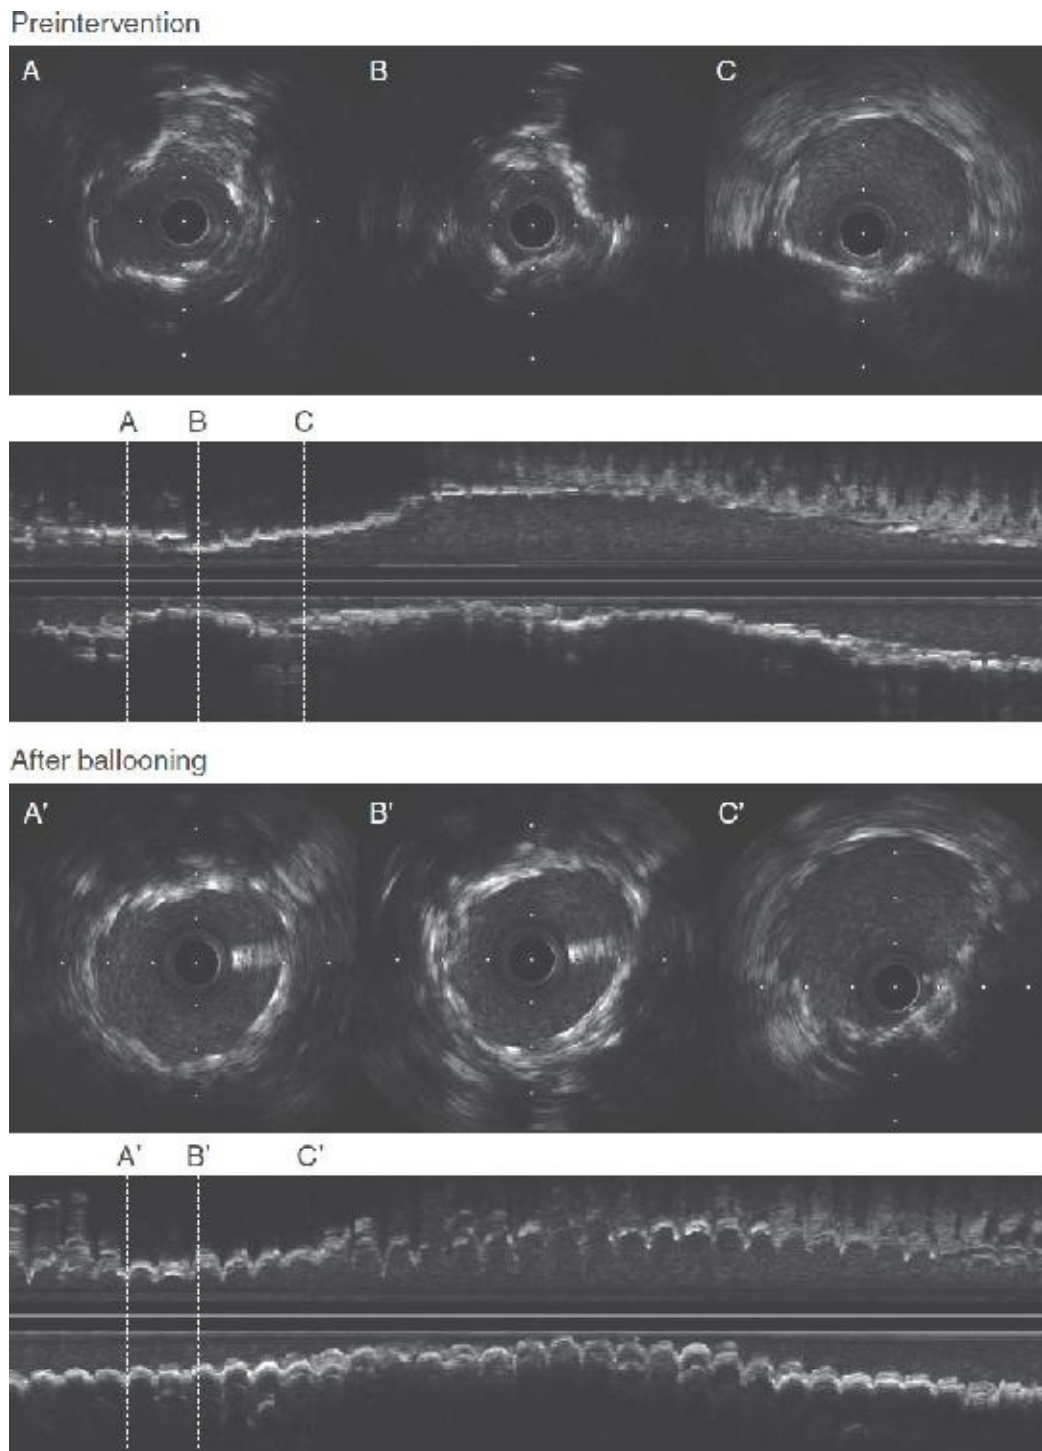 Preintervention
A B C
A B C
After ballooning
A' B' C'
A' B' C'